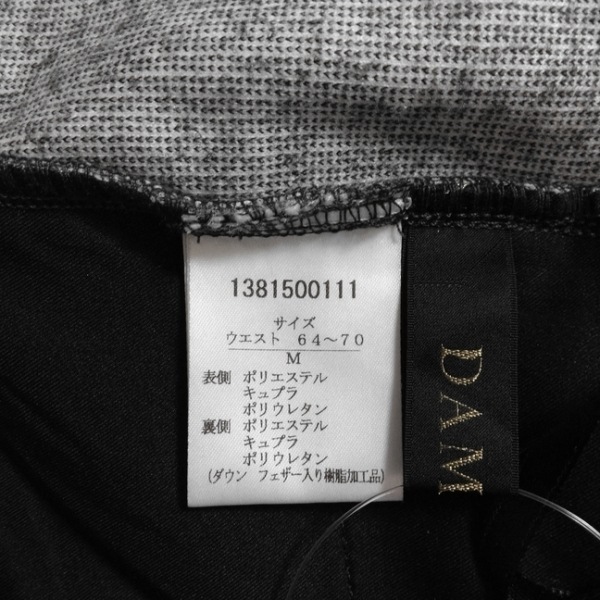 1381500111
サイズ
ウエスト 64～70
M
表側 ポリエステル
キュプラ
ポリウレタン
裏側 ポリエステル
キュプラ
ポリウレタン
(ダウン フェザー入り樹脂加工品)
DAM